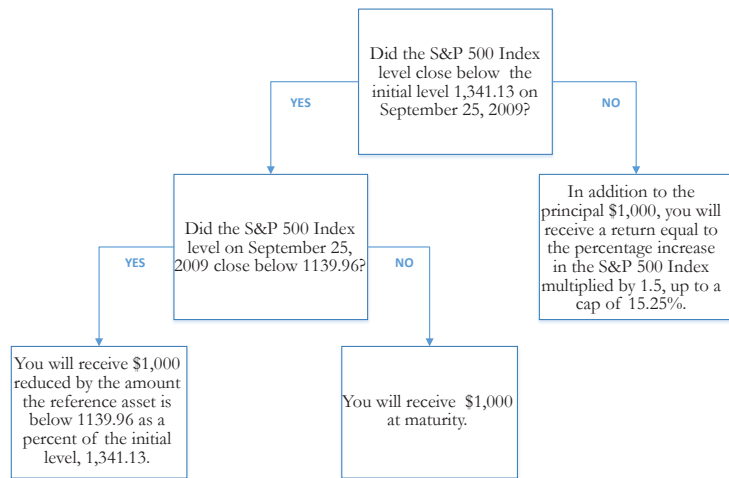 Did the S&P 500 Index
level close below the
initial level 1,341.13 on
September 25, 2009?
YES
NO
Did the S&P 500 Index
level on September 25,
2009 close below 1139.96?
In addition to the
principal $1,000, you will
receive a return equal to
the percentage increase
in the S&P 500 Index
multiplied by 1.5, up to a
cap of 15.25%.
YES
NO
You will receive $1,000
reduced by the amount
the reference asset is
below 1139.96 as a
percent of the initial
level, 1,341.13.
You will receive $1,000
at maturity.